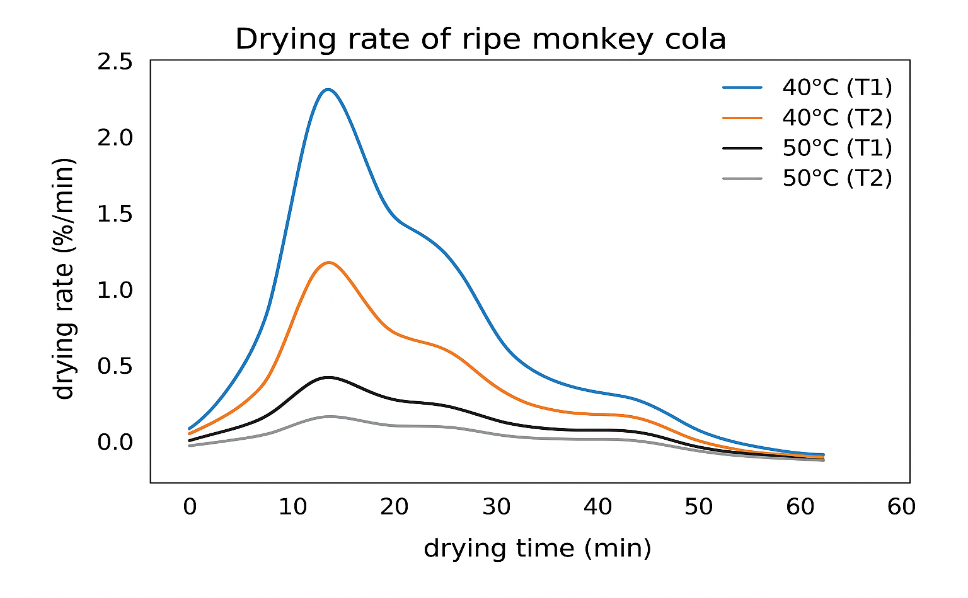 Drying rate of ripe monkey cola
2.5
2.0
1.5
1.0
0.5
0.0
drying rate (%/min)
40°C (T1)
40°C (T2)
50°C (T1)
50°C (T2)
0 10 20 30 40 50 60 60
drying time (min)